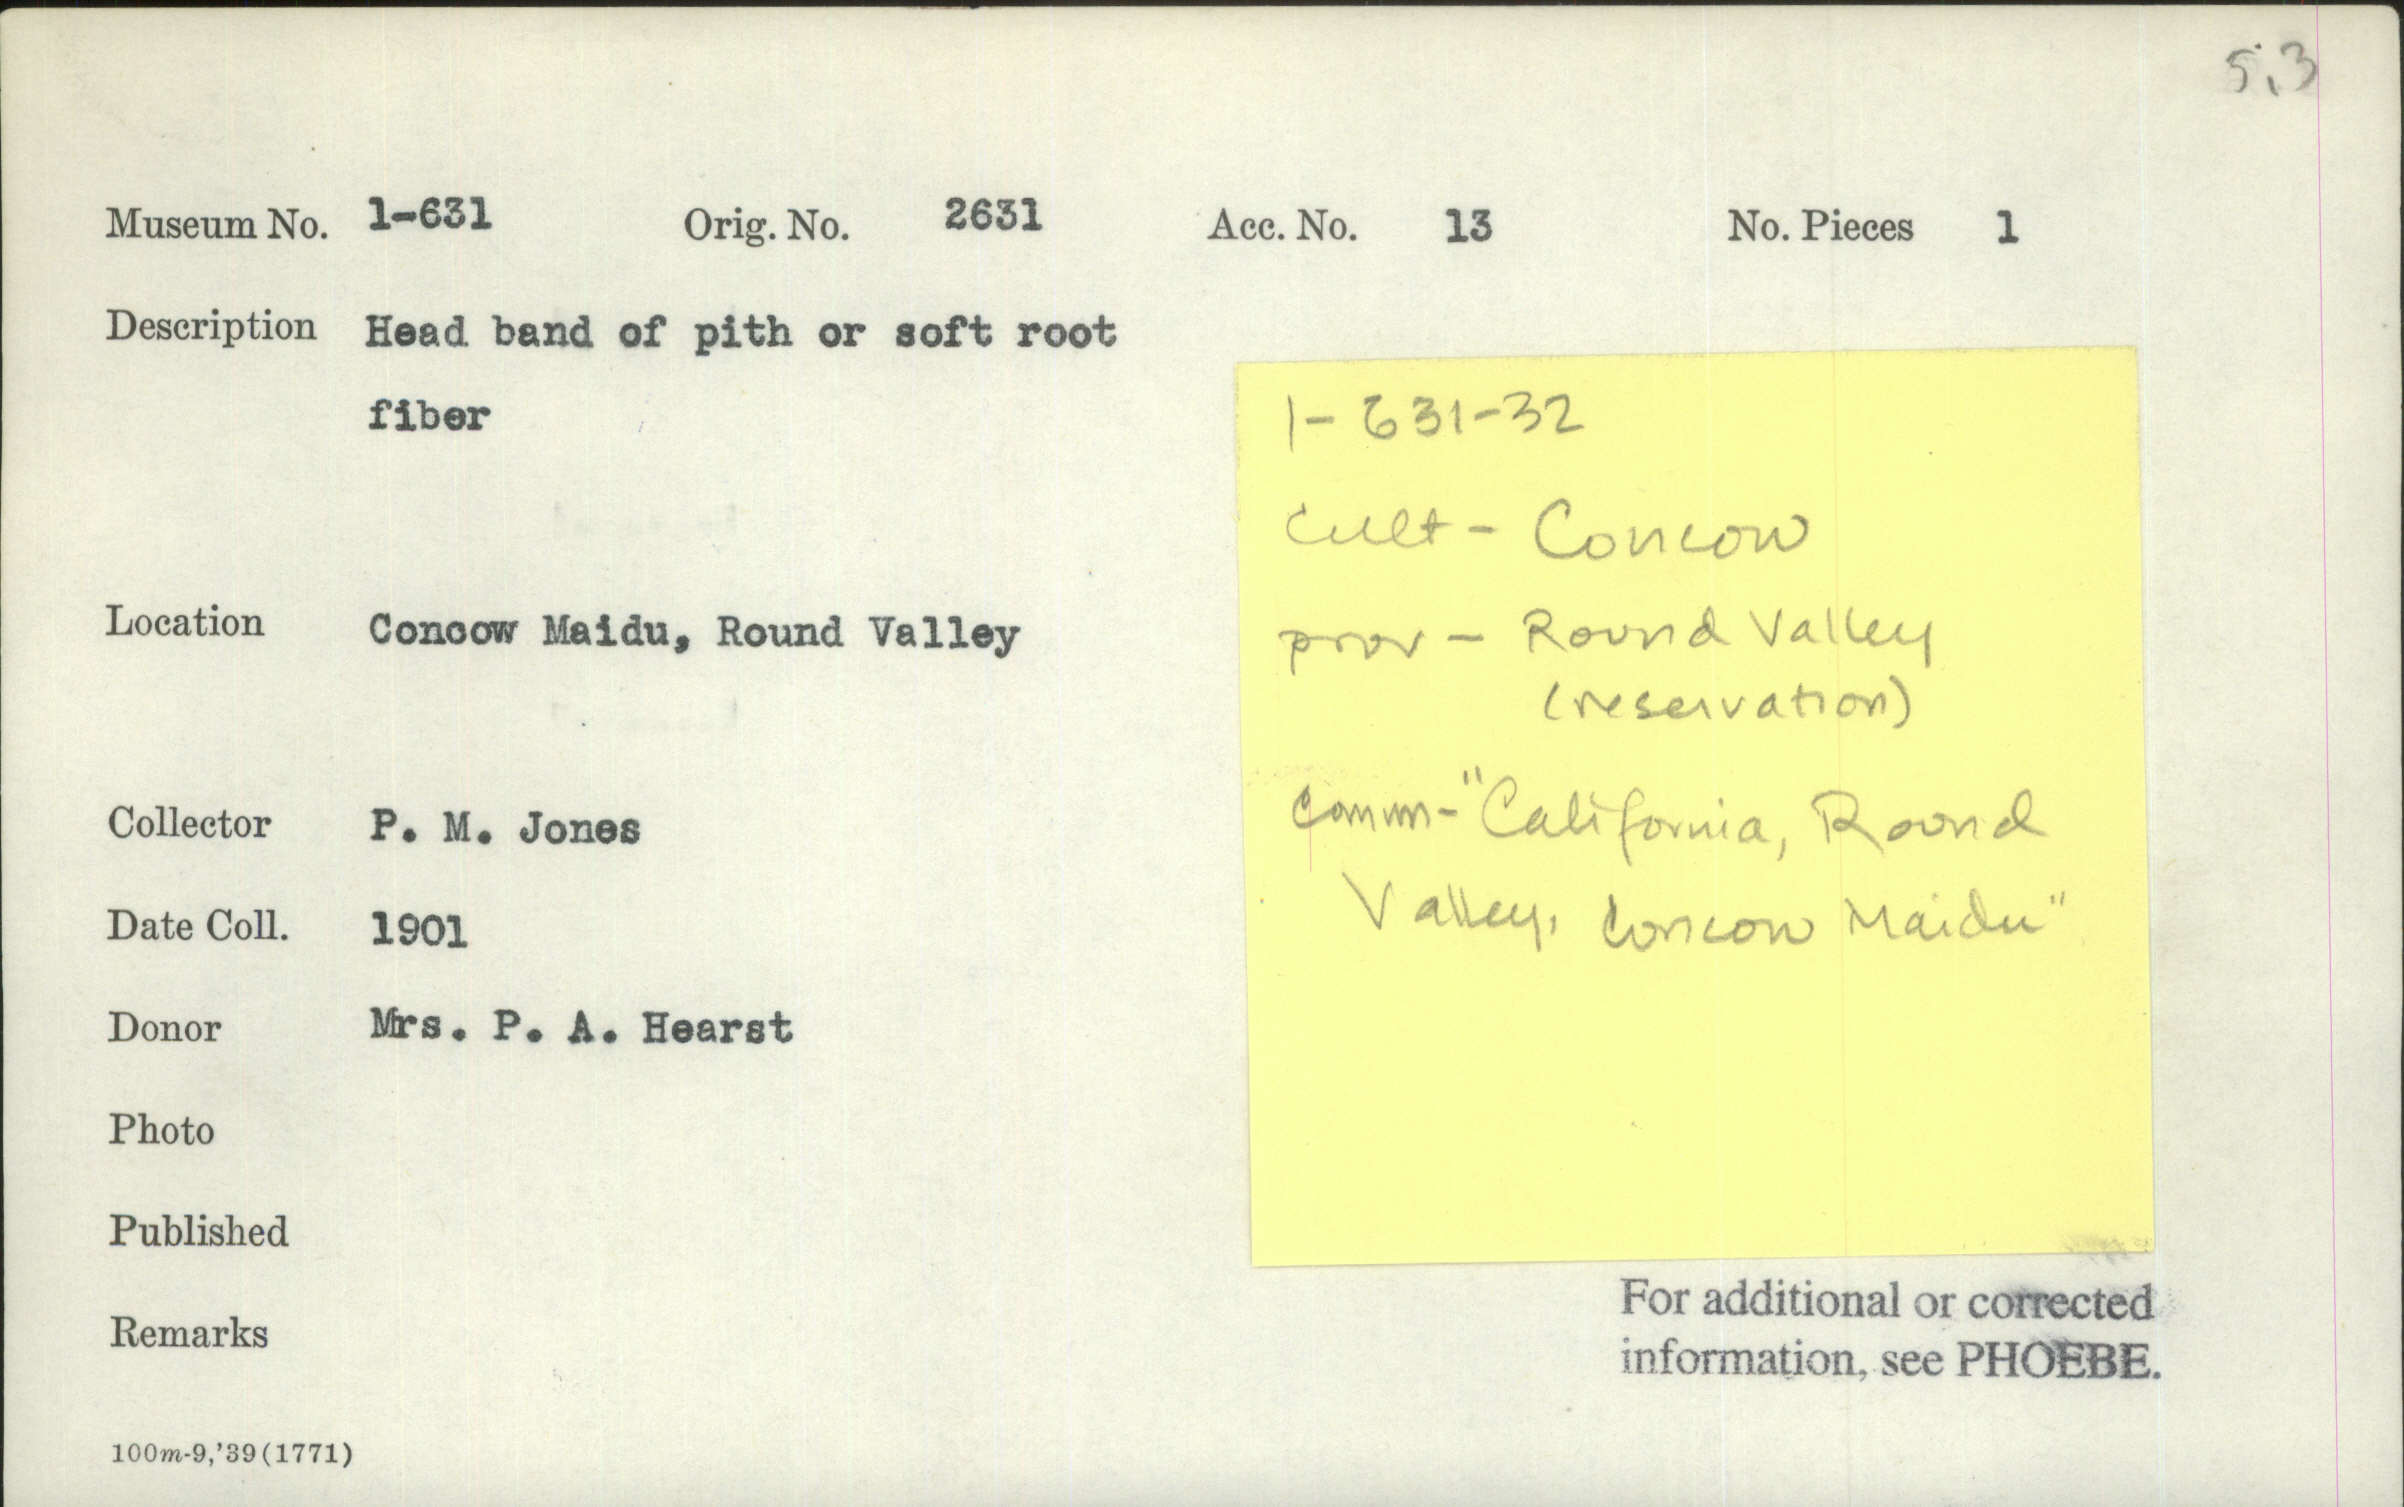 5.3
Museum No. 1-631 Orig. No. 2631 Acc. No. 13 No. Pieces 1
Description Head band of pith or soft root
fiber
1-631-32
cult - Concow
Location Concow Maidu, Round Valley
prov - Round Valley
(reservation)
Collector P. M. Jones
comm - "California, Round
Valley, Concow Maidu"
Date Coll. 1901
Donor Mrs. P. A. Hearst
Photo
Published
Remarks
For additional or corrected
information, see PHOEBE.
100m-9,'39(1771)